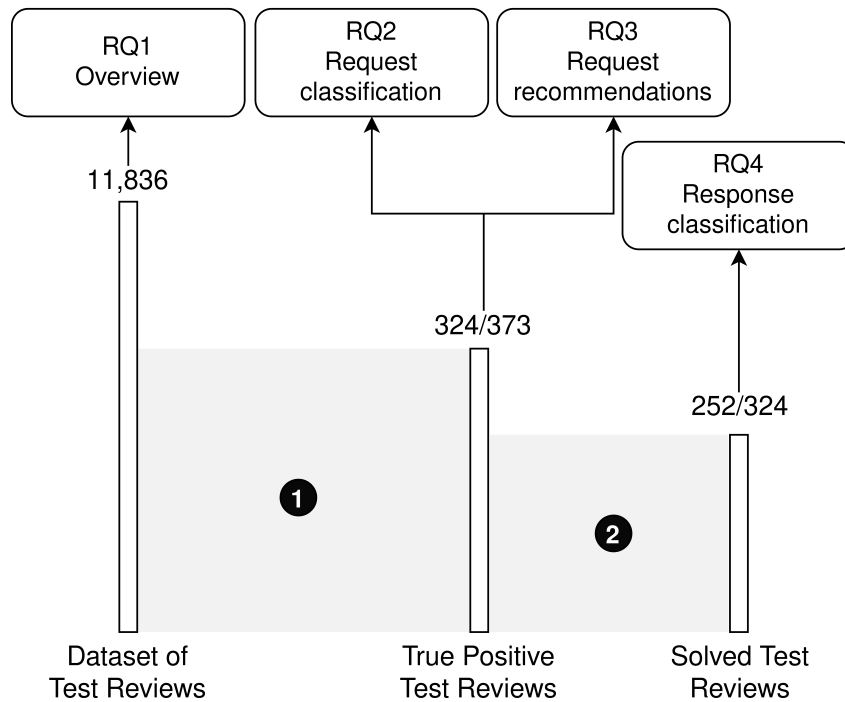 RQ1
Overview
RQ2
Request
classification
RQ3
Request
recommendations
RQ4
Response
classification
11,836
324/373
252/324
1
2
Dataset of
Test Reviews
True Positive
Test Reviews
Solved Test
Reviews